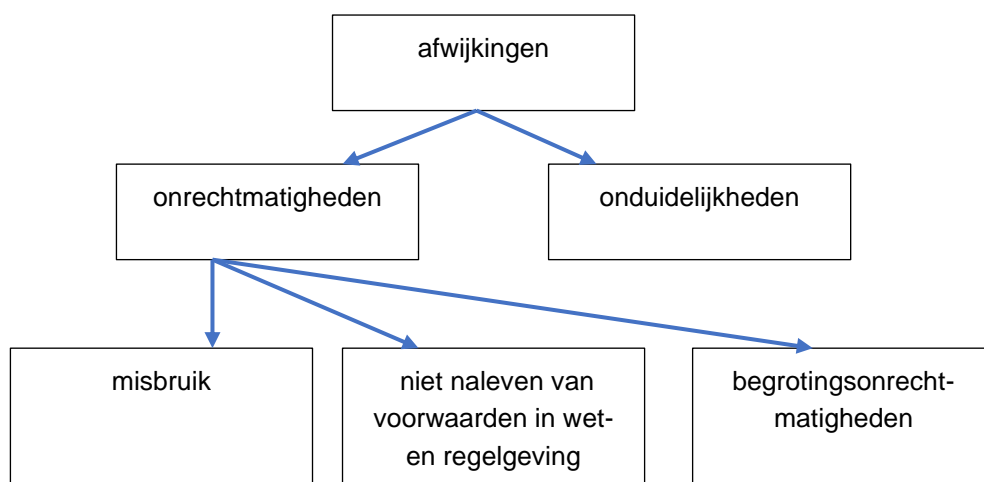 afwijkingen
onrechtmatigheden
onduidelijkheden
misbruik
niet naleven van
voorwaarden in wet-
en regelgeving
begrotingsonrecht-
matigheden